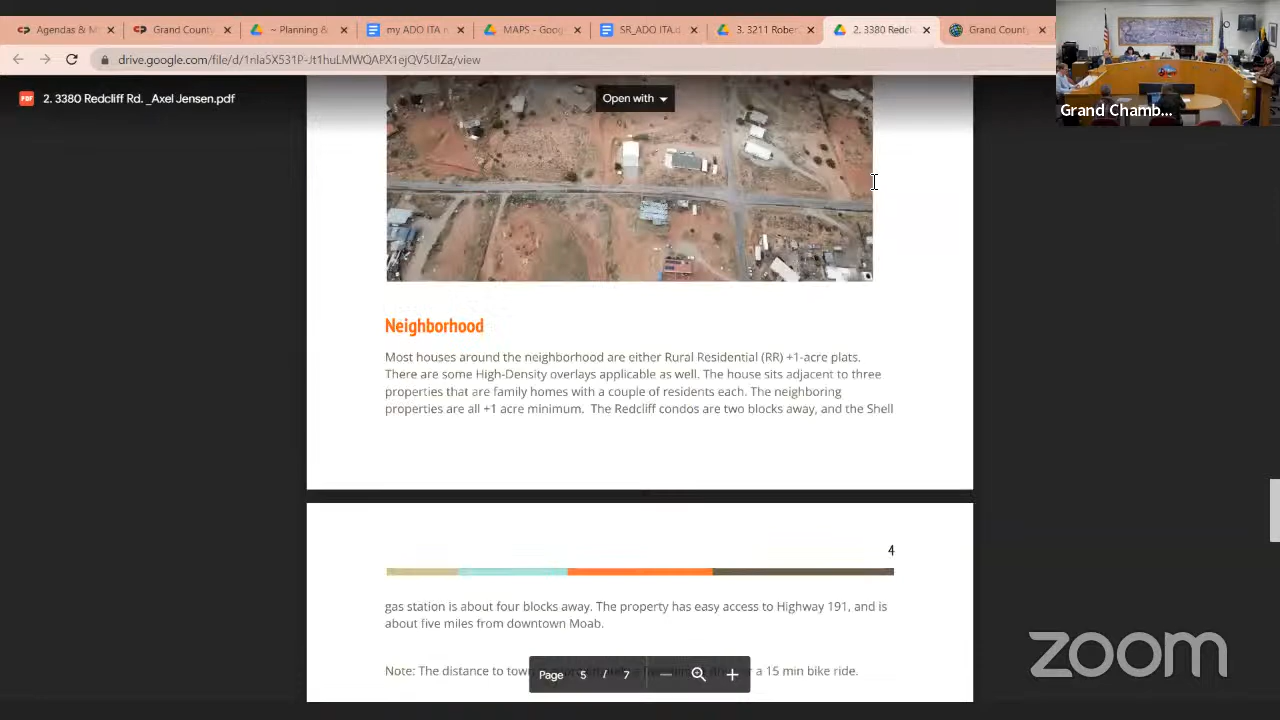 Agendas & M
Grand County
~ Planning &
my ADO ITA n
MAPS - Goog
SR_ADO ITA.d
3. 3211 Rober
2. 3380 Redcli
Grand County
drive.google.com/file/d/1nla5X531P-Jt1huLMWQAPX1ejQV5UIZa/view
Grand Chamb...
PDF
2. 3380 Redcliff Rd. _Axel Jensen.pdf
Open with
Neighborhood
Most houses around the neighborhood are either Rural Residential (RR) +1-acre plats.
There are some High-Density overlays applicable as well. The house sits adjacent to three
properties that are family homes with a couple of residents each. The neighboring
properties are all +1 acre minimum. The Redcliff condos are two blocks away, and the Shell
4
gas station is about four blocks away. The property has easy access to Highway 191, and is
about five miles from downtown Moab.
Note: The distance to town a 15 min bike ride.
Page 5 / 7
zoom